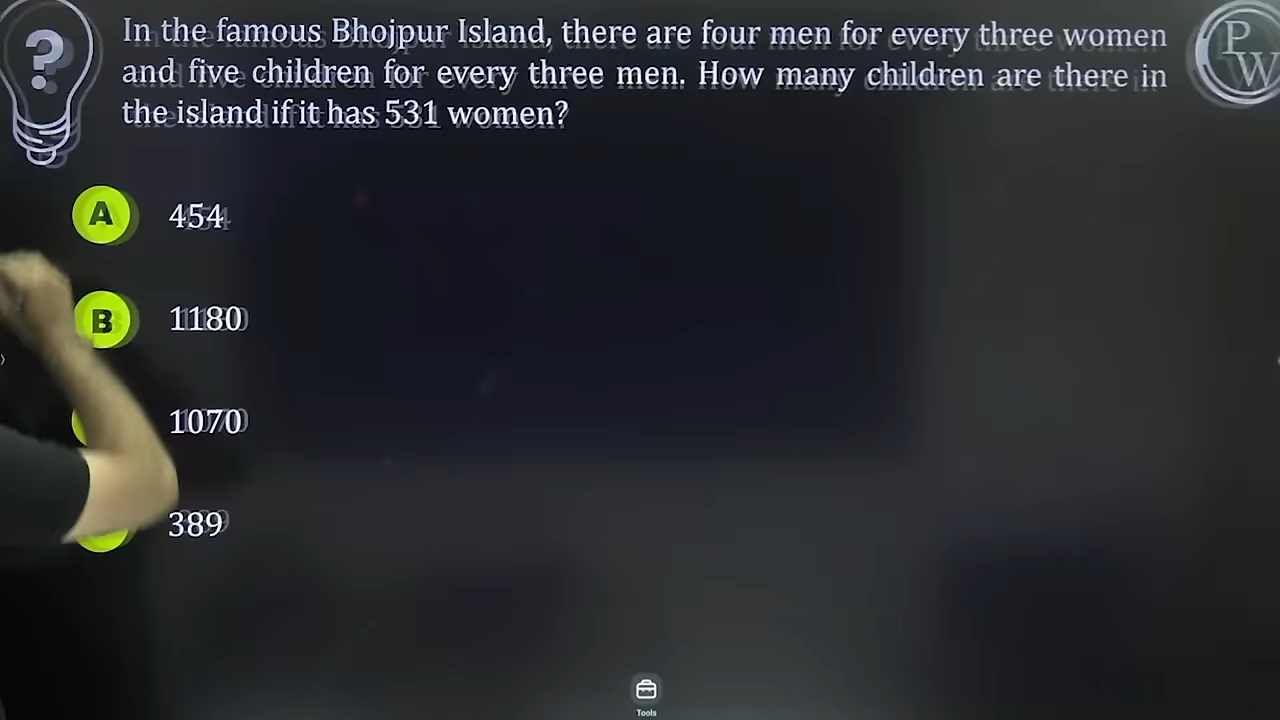 In the famous Bhojpur Island, there are four men for every three women
and five children for every three men. How many children are there in
the island if it has 531 women?
?
PW
A 454
B 1180
1070
389
Tools